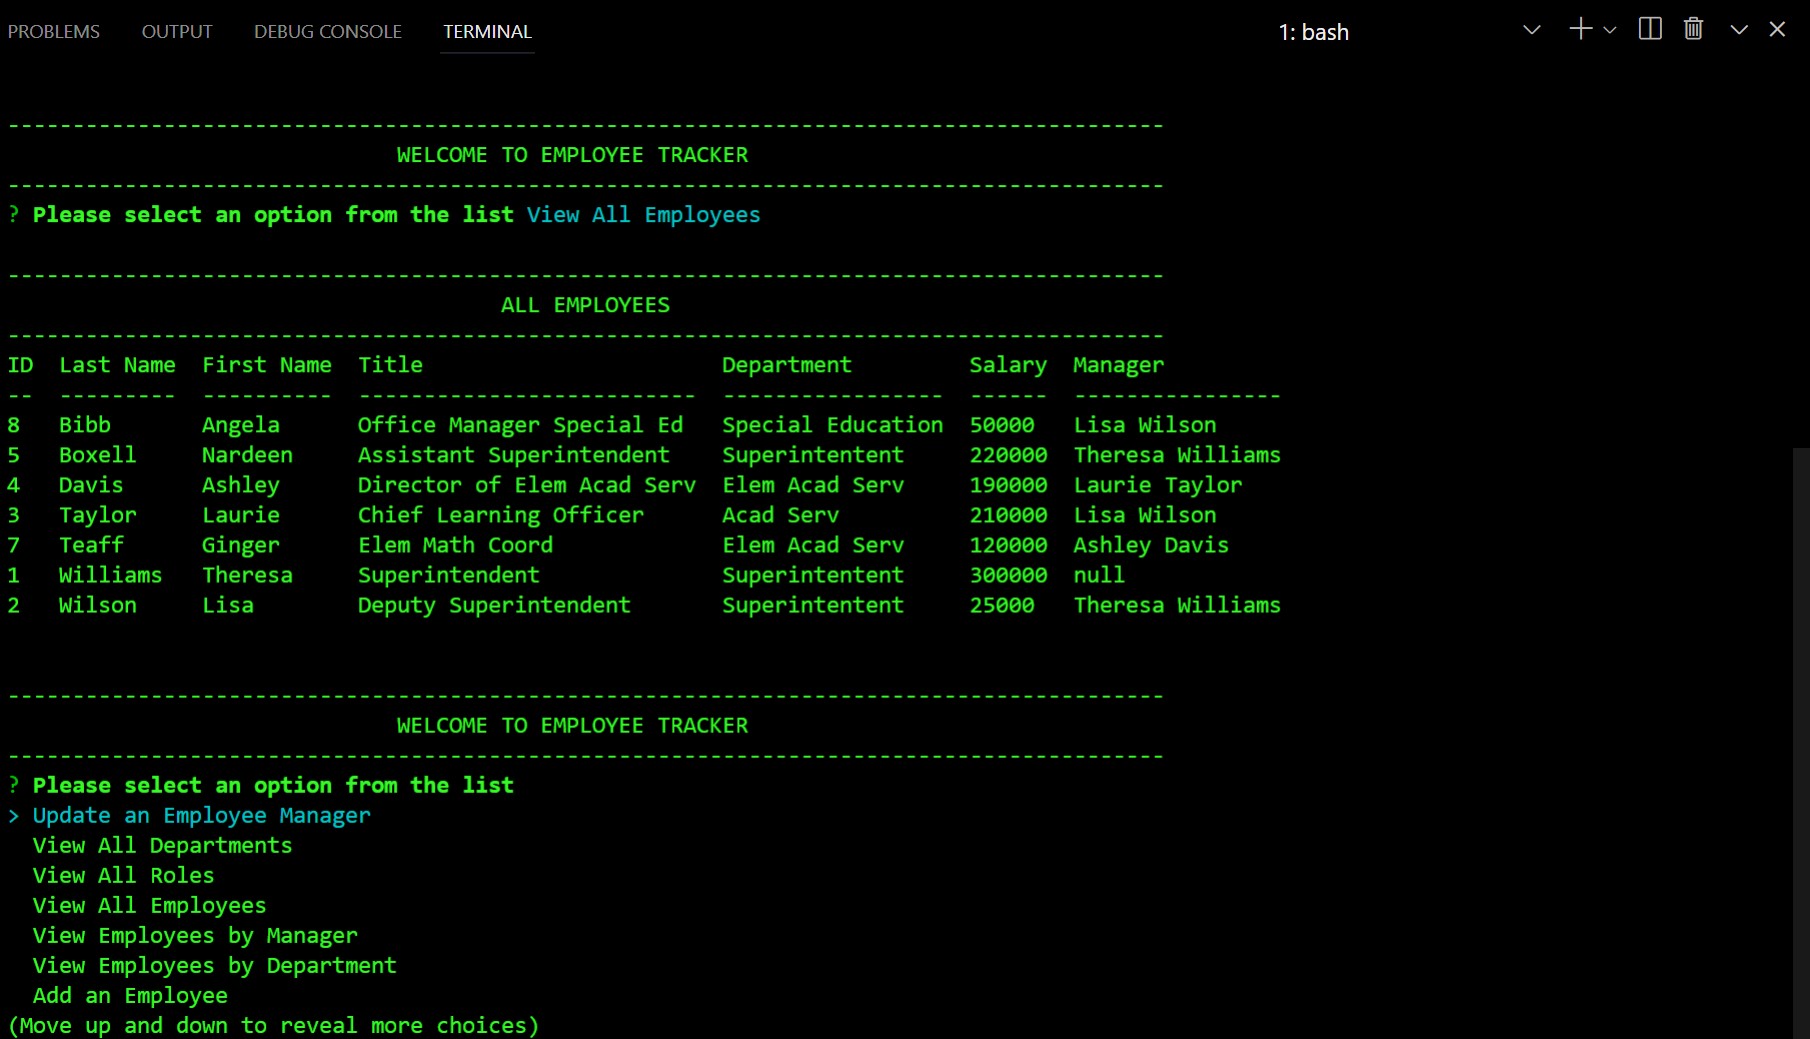 PROBLEMS OUTPUT DEBUG CONSOLE TERMINAL 1: bash
----------------------------------------------------------------------------------------- 
WELCOME TO EMPLOYEE TRACKER
-----------------------------------------------------------------------------------------
? Please select an option from the list View All Employees
-----------------------------------------------------------------------------------------
ALL EMPLOYEES
-----------------------------------------------------------------------------------------
ID Last Name First Name Title Department Salary Manager
-- --------- ---------- -------------------------- ----------------- ------ ----------------
8 Bibb Angela Office Manager Special Ed Special Education 50000 Lisa Wilson
5 Boxell Nardeen Assistant Superintendent Superintentent 220000 Theresa Williams
4 Davis Ashley Director of Elem Acad Serv Elem Acad Serv 190000 Laurie Taylor
3 Taylor Laurie Chief Learning Officer Acad Serv 210000 Lisa Wilson
7 Teaff Ginger Elem Math Coord Elem Acad Serv 120000 Ashley Davis
1 Williams Theresa Superintendent Superintentent 300000 null
2 Wilson Lisa Deputy Superintendent Superintentent 25000 Theresa Williams
-----------------------------------------------------------------------------------------
WELCOME TO EMPLOYEE TRACKER
-----------------------------------------------------------------------------------------
? Please select an option from the list
> Update an Employee Manager
View All Departments
View All Roles
View All Employees
View Employees by Manager
View Employees by Department
Add an Employee
(Move up and down to reveal more choices)